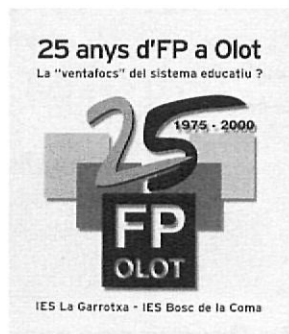 25 anys d'FP a Olot
La "ventafocs" del sistema educatiu ?
25
1975 - 2000
FP
OLOT
IES La Garrotxa - IES Bosc de la Coma